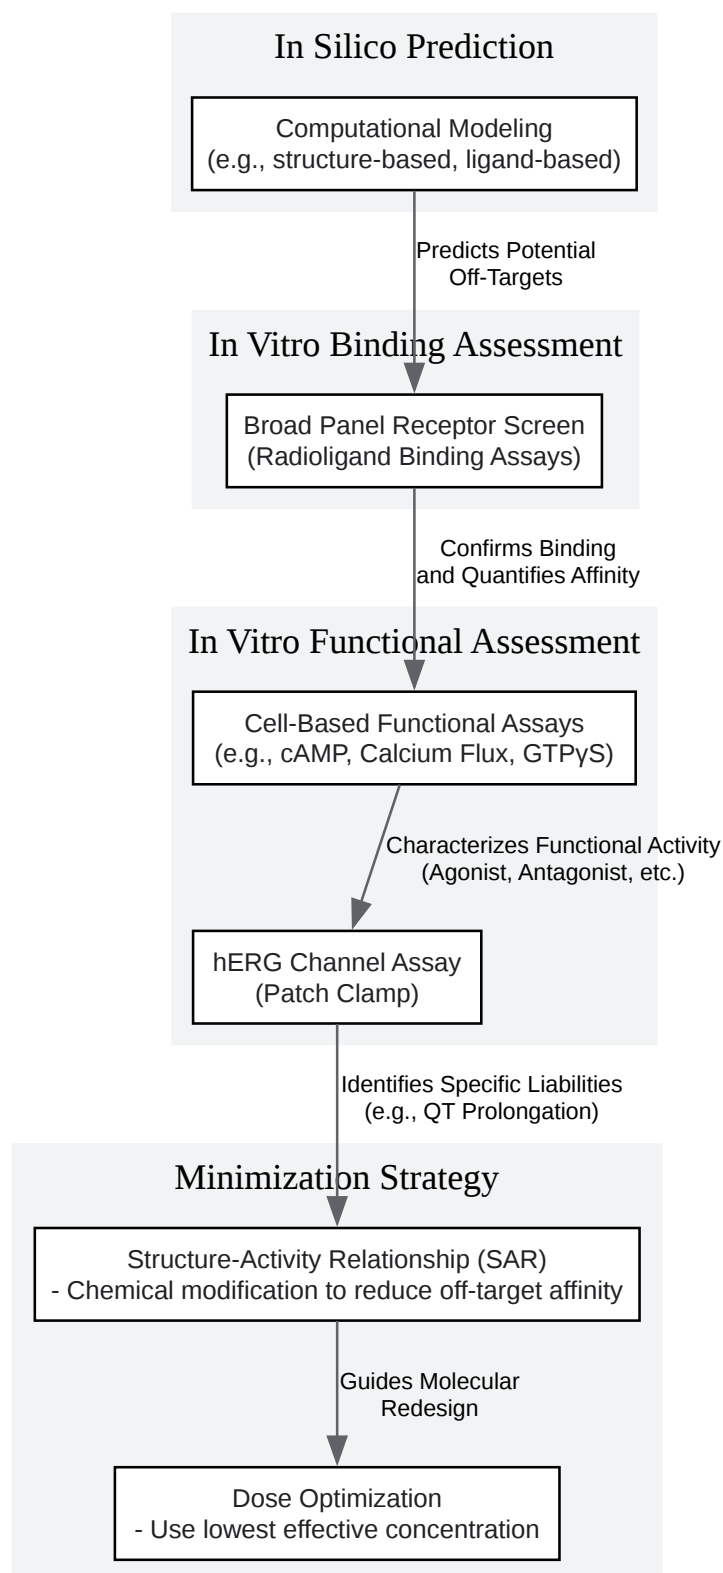 In Silico Prediction
Computational Modeling
(e.g., structure-based, ligand-based)
Predicts Potential
Off-Targets
In Vitro Binding Assessment
Broad Panel Receptor Screen
(Radioligand Binding Assays)
Confirms Binding
and Quantifies Affinity
In Vitro Functional Assessment
Cell-Based Functional Assays
(e.g., cAMP, Calcium Flux, GTPγS)
Characterizes Functional Activity
(Agonist, Antagonist, etc.)
hERG Channel Assay
(Patch Clamp)
Identifies Specific Liabilities
(e.g., QT Prolongation)
Minimization Strategy
Structure-Activity Relationship (SAR)
- Chemical modification to reduce off-target affinity
Guides Molecular
Redesign
Dose Optimization
- Use lowest effective concentration